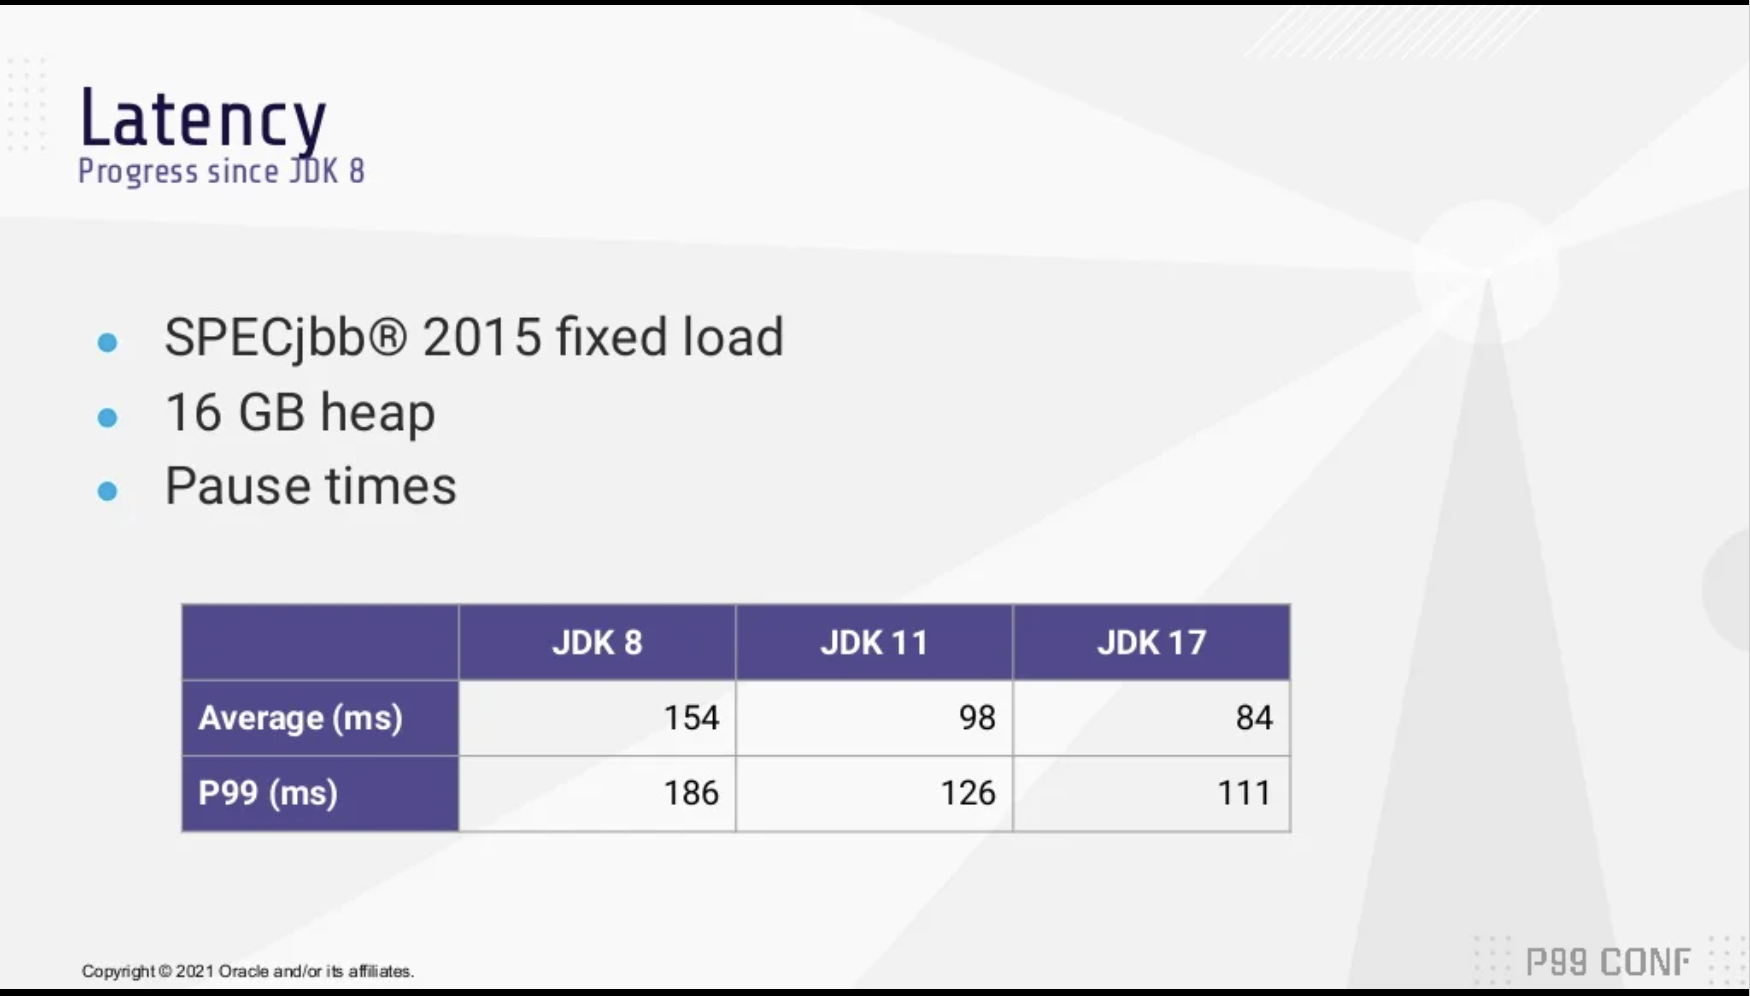 Latency
Progress since JDK 8
SPECjbb® 2015 fixed load
16 GB heap
Pause times
JDK 8 JDK 11 JDK 17
Average (ms) 154 98 84
P99 (ms) 186 126 111
Copyright © 2021 Oracle and/or its affiliates.
P99 CONF